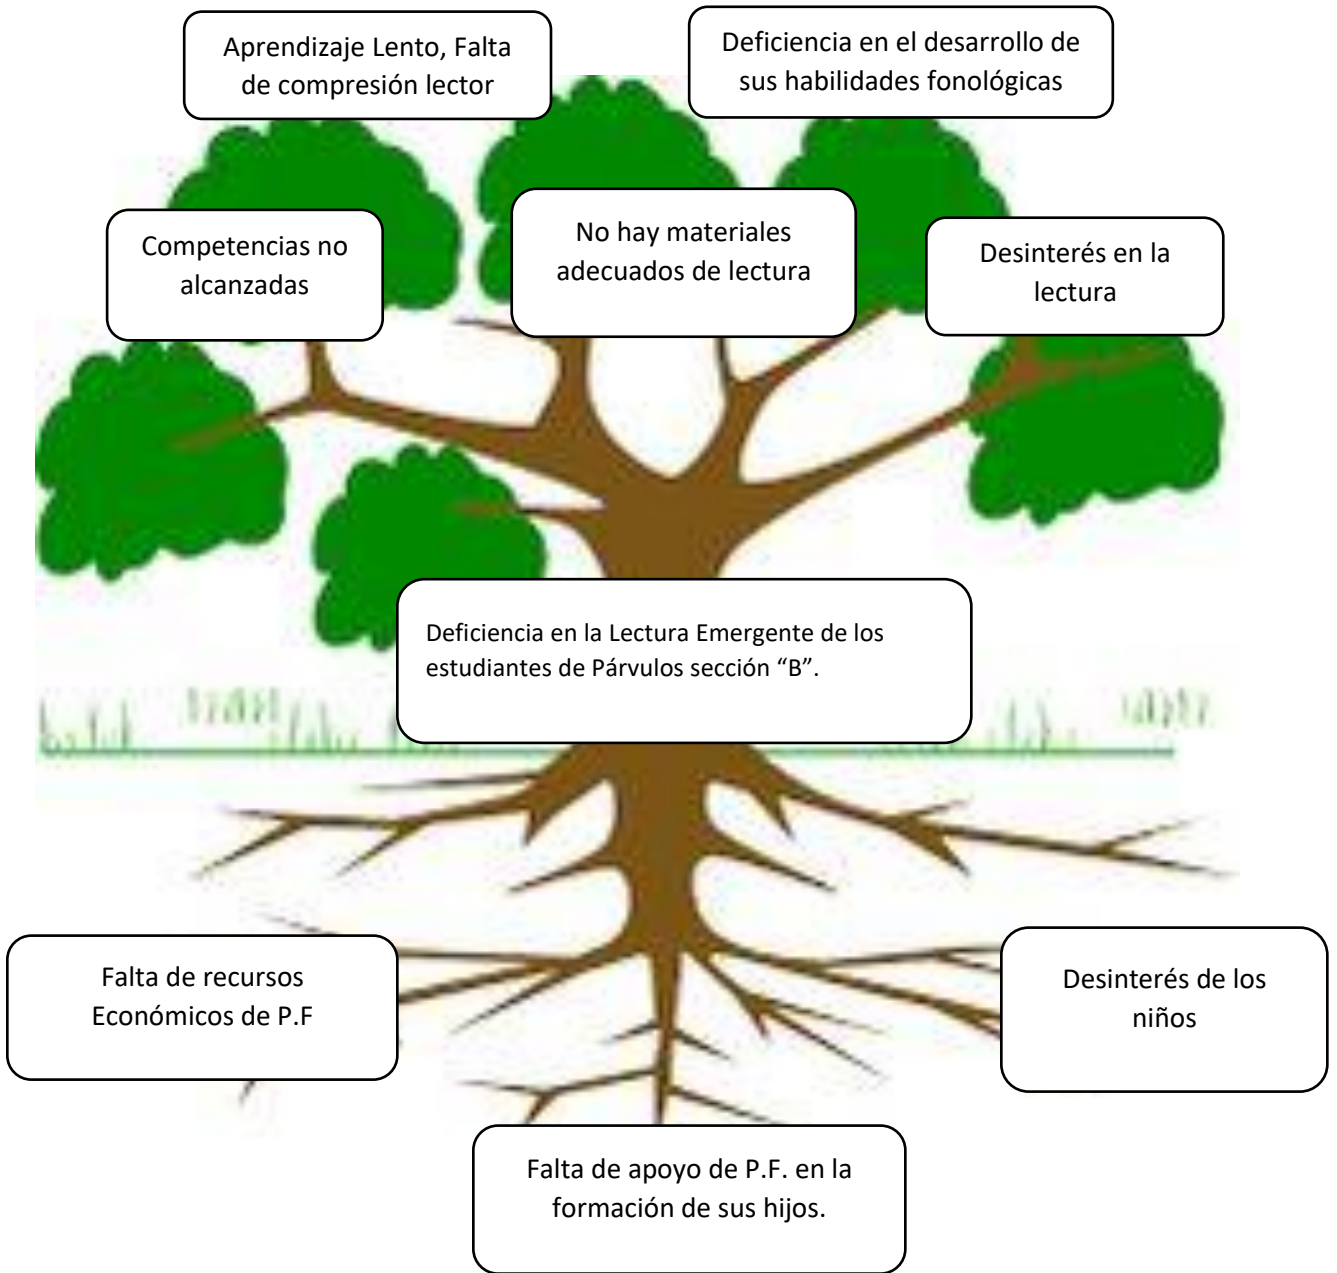 Aprendizaje Lento, Falta
de compresión lector
Deficiencia en el desarrollo de
sus habilidades fonológicas
Competencias no
alcanzadas
No hay materiales
adecuados de lectura
Desinterés en la
lectura
Deficiencia en la Lectura Emergente de los
estudiantes de Párvulos sección “B”.
Falta de recursos
Económicos de P.F
Desinterés de los
niños
Falta de apoyo de P.F. en la
formación de sus hijos.